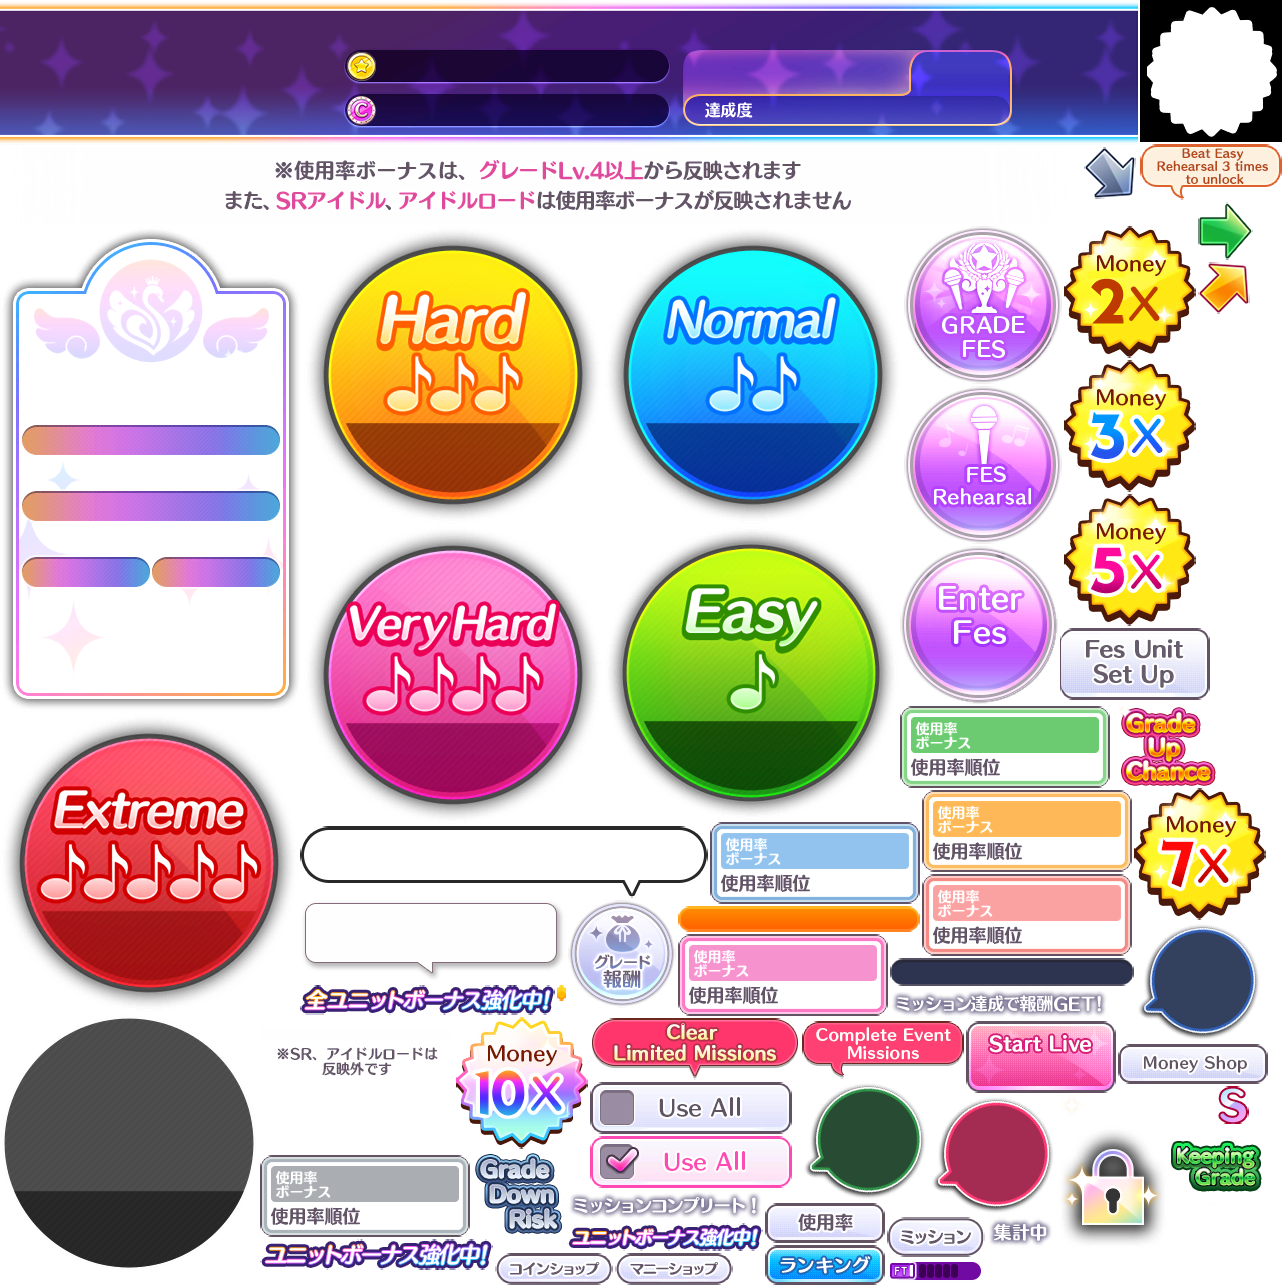 達成度
Beat Easy
Rehearsal 3 times
to unlock
※使用率ボーナスは、グレードLv.4以上から反映されます
また、SRアイドル、アイドルロードは使用率ボーナスが反映されません
Hard
Normal
GRADE
FES
Money
2X
Money
3X
FES
Rehearsal
Money
5X
Very Hard
Easy
Enter
Fes
Fes Unit
Set Up
使用率
ボーナス
使用率順位
Grade
Up
Chance
Extreme
使用率
ボーナス
使用率順位
使用率
ボーナス
使用率順位
Money
7X
使用率
ボーナス
使用率順位
グレード
報酬
使用率
ボーナス
使用率順位
全ユニットボーナス強化中!
ミッション達成で報酬GET!
※SR、アイドルロードは
反映外です
Money
10X
Clear
Limited Missions
Complete Event
Missions
Start Live
Money Shop
Use All
S
Use All
Keeping
Grade
使用率
ボーナス
使用率順位
Grade
Down
Risk
ミッションコンプリート!
使用率
ミッション
集計中
ユニットボーナス強化中!
ユニットボーナス強化中!
コインショップ
マニーショップ
ランキング
FT